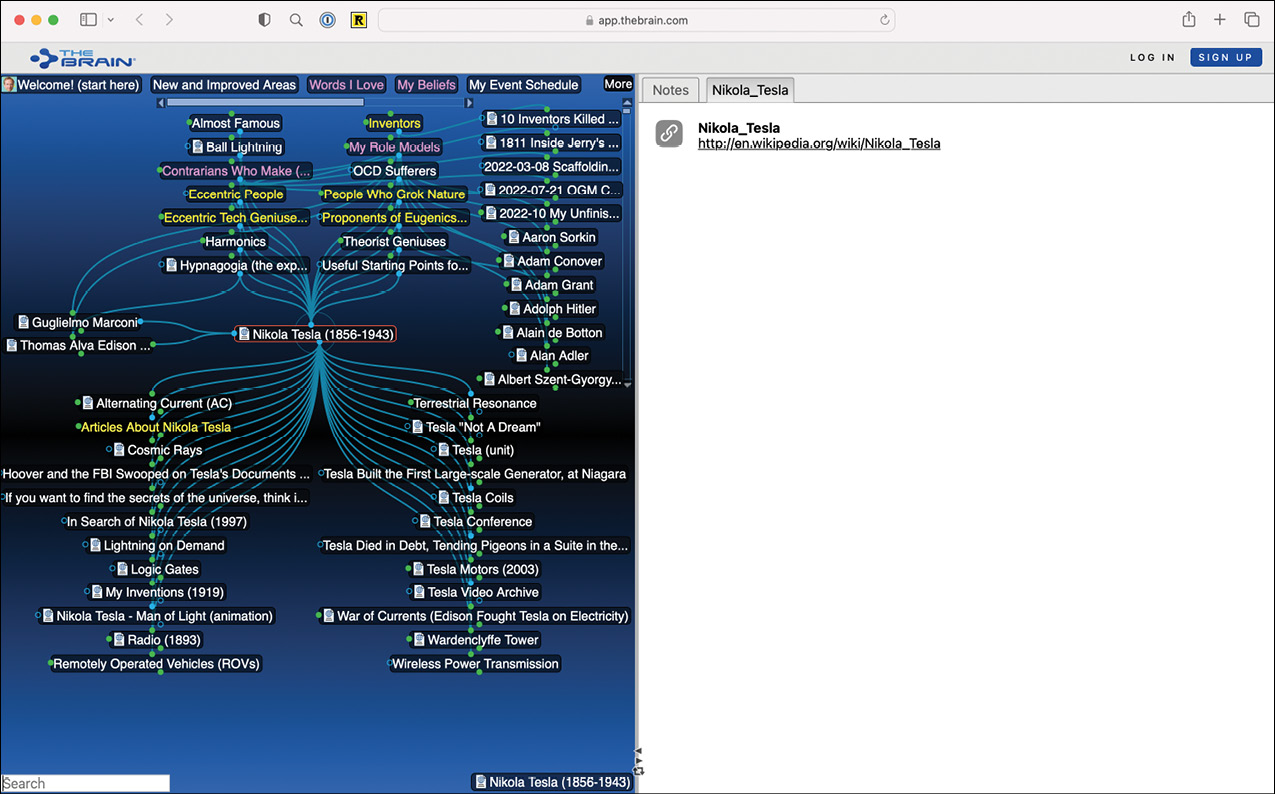 app.thebrain.com
THE BRAIN
LOG IN
SIGN UP
Welcome! (start here)
New and Improved Areas
Words I Love
My Beliefs
My Event Schedule
More
Almost Famous
Ball Lightning
Contrarians Who Make (...
Eccentric People
Eccentric Tech Geniuse...
Harmonics
Hypnagogia (the exp...
Inventors
My Role Models
OCD Sufferers
People Who Grok Nature
Proponents of Eugenics...
Theorist Geniuses
Useful Starting Points fo...
10 Inventors Killed ...
1811 Inside Jerry's ...
2022-03-08 Scaffoldin...
2022-07-21 OGM C...
2022-10 My Unfinis...
Aaron Sorkin
Adam Conover
Adam Grant
Adolph Hitler
Alain de Botton
Alan Adler
Albert Szent-Gyorgy...
Guglielmo Marconi
Thomas Alva Edison ...
Nikola Tesla (1856-1943)
Alternating Current (AC)
Articles About Nikola Tesla
Cosmic Rays
Hoover and the FBI Swooped on Tesla's Documents ...
If you want to find the secrets of the universe, think i...
In Search of Nikola Tesla (1997)
Lightning on Demand
Logic Gates
My Inventions (1919)
Nikola Tesla - Man of Light (animation)
Radio (1893)
Remotely Operated Vehicles (ROVs)
Terrestrial Resonance
Tesla "Not A Dream"
Tesla (unit)
Tesla Built the First Large-scale Generator, at Niagara
Tesla Coils
Tesla Conference
Tesla Died in Debt, Tending Pigeons in a Suite in the...
Tesla Motors (2003)
Tesla Video Archive
War of Currents (Edison Fought Tesla on Electricity)
Wardenclyffe Tower
Wireless Power Transmission
Search
Nikola Tesla (1856-1943)
Notes
Nikola_Tesla
Nikola_Tesla
http://en.wikipedia.org/wiki/Nikola_Tesla